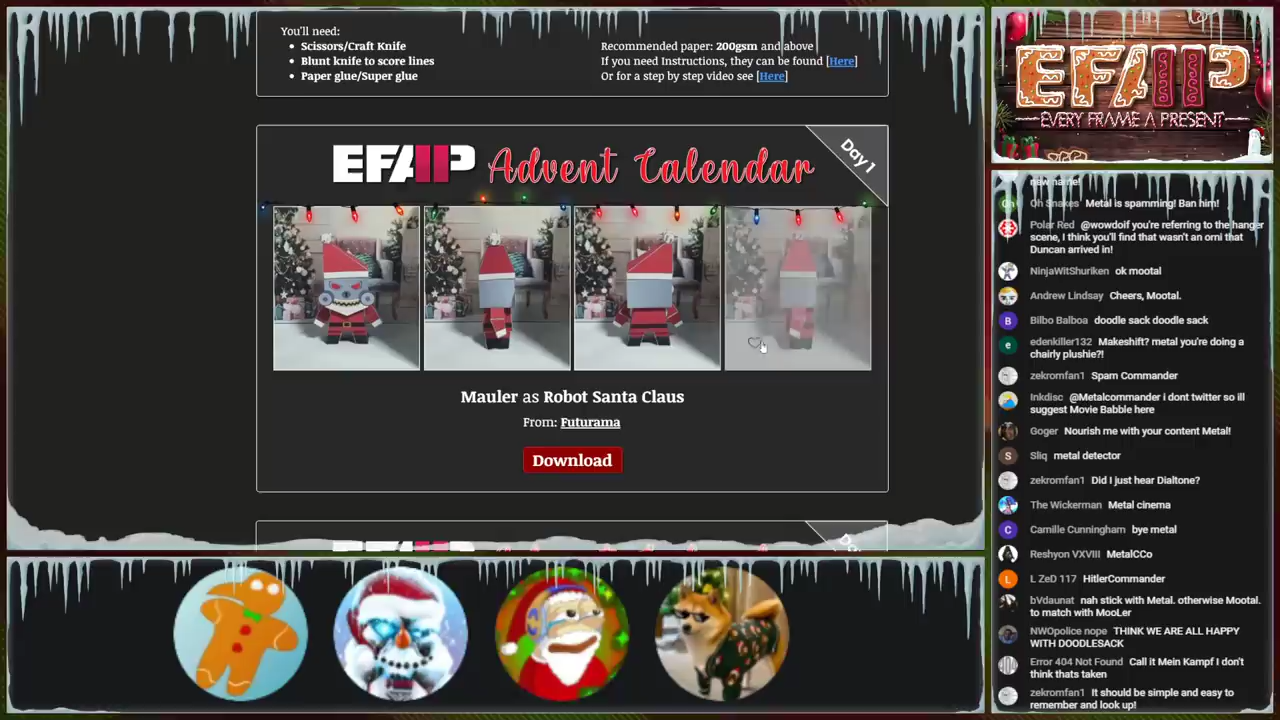 You'll need:
Scissors/Craft Knife
Blunt knife to score lines
Paper glue/Super glue
Recommended paper: 200gsm and above
If you need Instructions, they can be found [Here]
Or for a step by step video see [Here]
EFAP Advent Calendar
Day 1
Mauler as Robot Santa Claus
From: Futurama
Download
EFAP
EVERY FRAME A PRESENT
new name!
Oh Snakes Metal is spamming! Ban him!
Polar Red @wowdoif you're referring to the hanger
scene, I think you'll find that wasn't an orni that
Duncan arrived in!
NinjaWitShuriken ok mootal
Andrew Lindsay Cheers, Mootal.
Bilbo Balboa doodle sack doodle sack
edenkiller132 Makeshift? metal you're doing a
chairly plushie?!
zekromfan1 Spam Commander
Inkdisc @Metalcommander i dont twitter so ill
suggest Movie Babble here
Goger Nourish me with your content Metal!
Sliq metal detector
zekromfan1 Did I just hear Dialtone?
The Wickerman Metal cinema
Camille Cunningham bye metal
Reshyon VXVIII MetalCCo
L ZeD 117 HitlerCommander
bVdaunat nah stick with Metal. otherwise Mootal.
to match with MooLer
NWOpolice nope THINK WE ARE ALL HAPPY
WITH DOODLESACK
Error 404 Not Found Call it Mein Kampf I don't
think thats taken
zekromfan1 It should be simple and easy to
remember and look up!